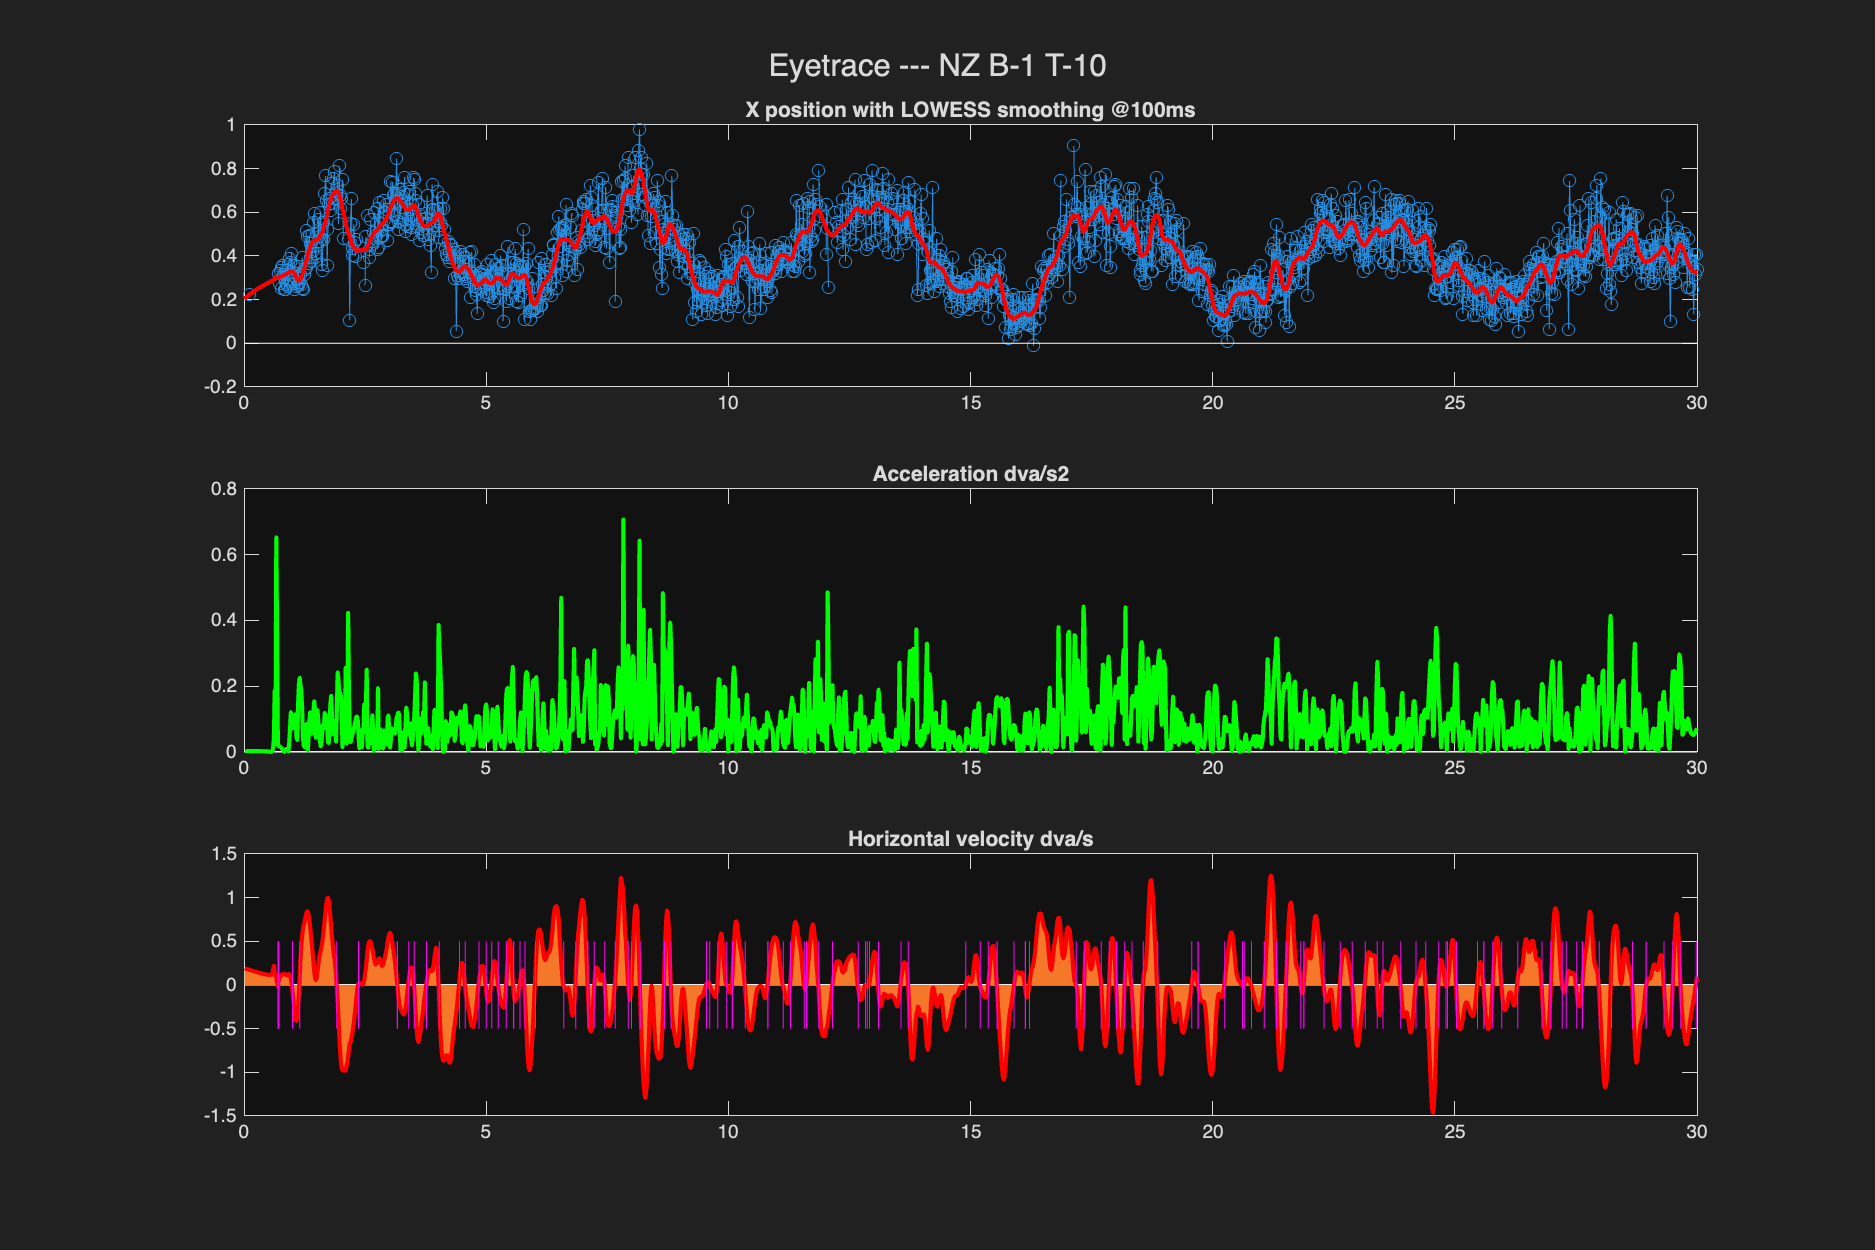 Eyetrace --- NZ B-1 T-10
X position with LOWESS smoothing @100ms
1
0.8
0.6
0.4
0.2
0
-0.2
0 5 10 15 20 25 30
Acceleration dva/s2
0.8
0.6
0.4
0.2
0
0 5 10 15 20 25 30
Horizontal velocity dva/s
1.5
1
0.5
0
-0.5
-1
-1.5
0 5 10 15 20 25 30